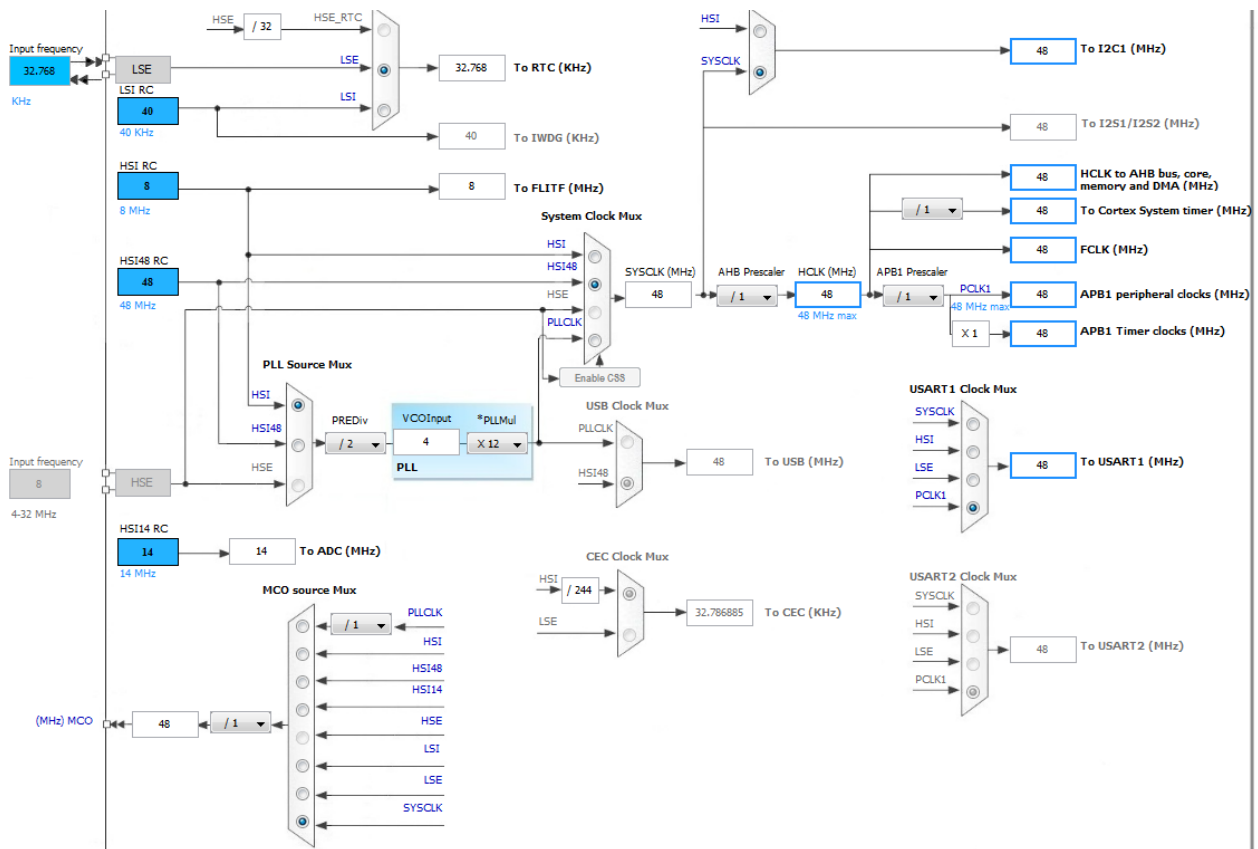 HSE
/ 32
HSE_RTC
Input frequency
32.768
KHz
LSE
LSE
32.768
To RTC (KHz)
LSI RC
40
40 KHz
LSI
40
To IWDG (KHz)
HSI RC
8
8 MHz
8
To FLITF (MHz)
HSI
SYSCLK
48
To I2C1 (MHz)
48
To I2S1/I2S2 (MHz)
48
HCLK to AHB bus, core,
memory and DMA (MHz)
/ 1
48
To Cortex System timer (MHz)
48
FCLK (MHz)
System Clock Mux
HSI
HSI48
HSE
PLLCLK
HSI48 RC
48
48 MHz
SYSCLK (MHz)
48
AHB Prescaler
/ 1
HCLK (MHz)
48
48 MHz max
APB1 Prescaler
/ 1
PCLK1
48 MHz max
48
APB1 peripheral clocks (MHz)
X 1
48
APB1 Timer clocks (MHz)
Enable CSS
PLL Source Mux
HSI
HSI48
HSE
PREDiv
/ 2
VCOInput
4
*PLLMul
X 12
PLL
USB Clock Mux
PLLCLK
HSI48
48
To USB (MHz)
USART1 Clock Mux
SYSCLK
HSI
LSE
PCLK1
48
To USART1 (MHz)
Input frequency
8
4-32 MHz
HSE
HSI14 RC
14
14 MHz
14
To ADC (MHz)
CEC Clock Mux
HSI
/ 244
LSE
32.786885
To CEC (KHz)
USART2 Clock Mux
SYSCLK
HSI
LSE
PCLK1
48
To USART2 (MHz)
MCO source Mux
PLLCLK
/ 1
HSI
HSI48
HSI14
HSE
LSI
LSE
SYSCLK
(MHz) MCO
48
/ 1